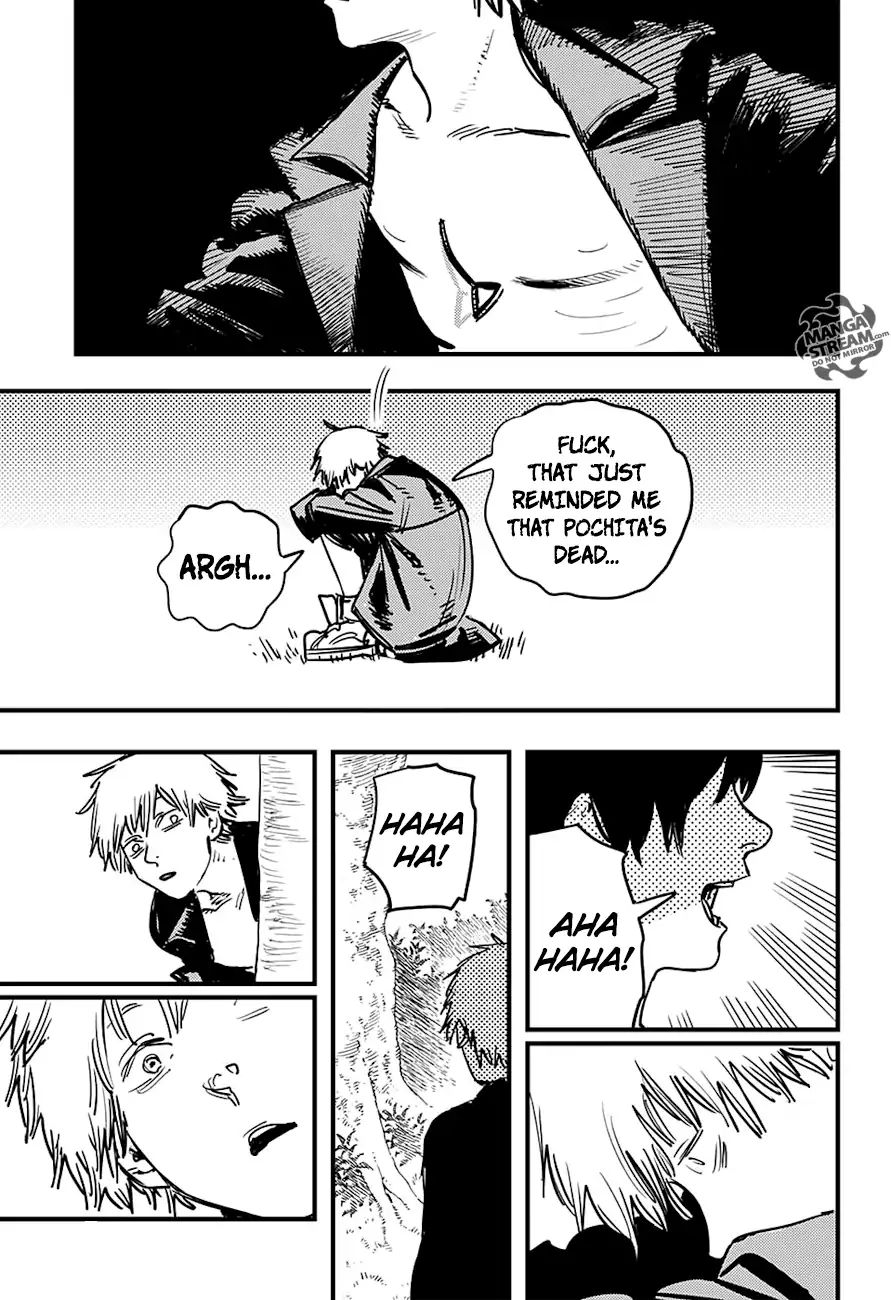 MANGA
STREAM.com
DO NOT MIRROR
FUCK,
THAT JUST
REMINDED ME
THAT POCHITA'S
DEAD...
ARGH...
AHA
HAHA!
HAHA
HA!